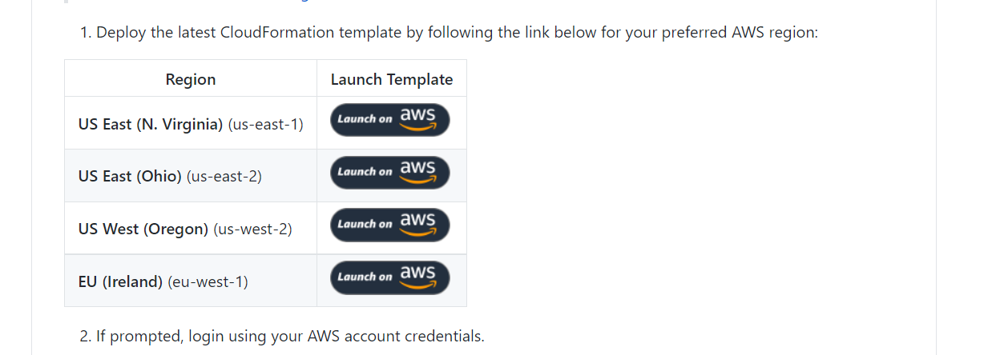 1. Deploy the latest CloudFormation template by following the link below for your preferred AWS region:
Region Launch Template
US East (N. Virginia) (us-east-1) Launch on aws
US East (Ohio) (us-east-2) Launch on aws
US West (Oregon) (us-west-2) Launch on aws
EU (Ireland) (eu-west-1) Launch on aws
2. If prompted, login using your AWS account credentials.